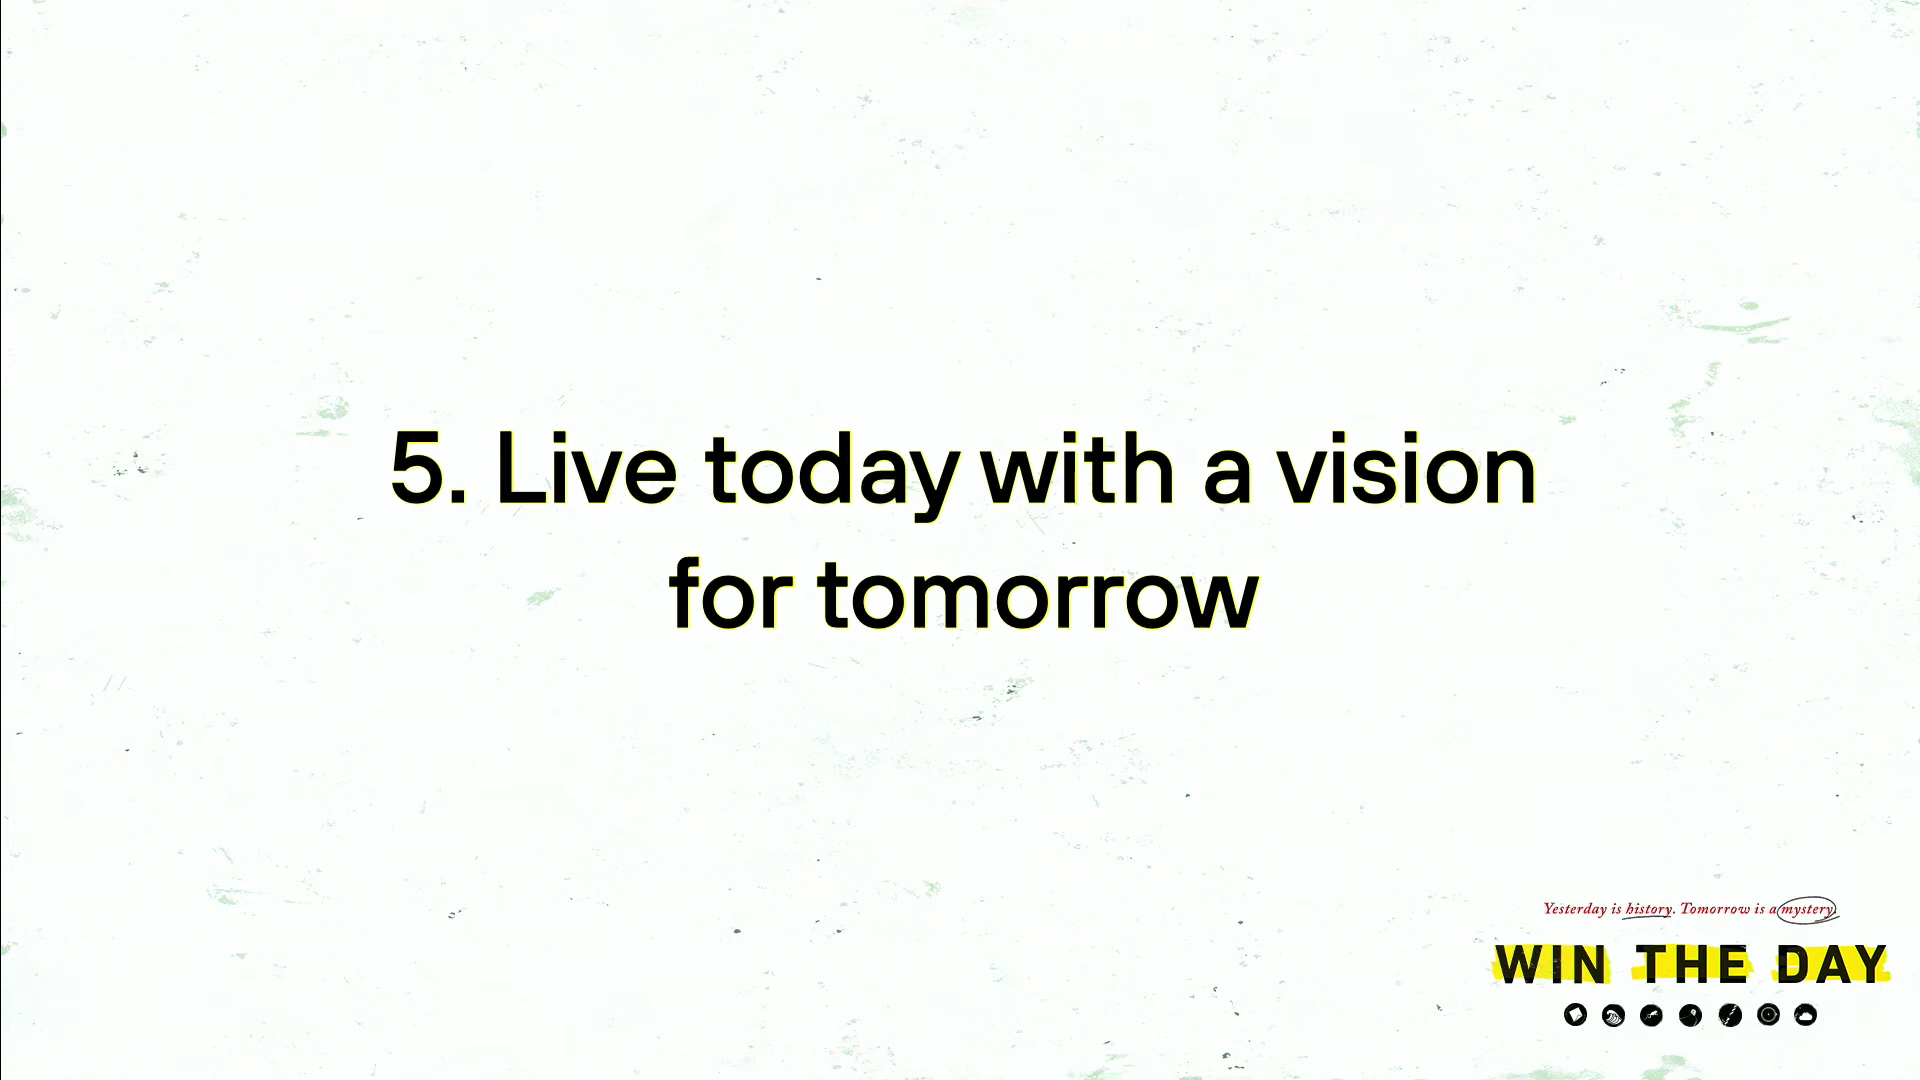 5. Live today with a vision
for tomorrow
Yesterday is history. Tomorrow is a mystery.
WIN THE DAY